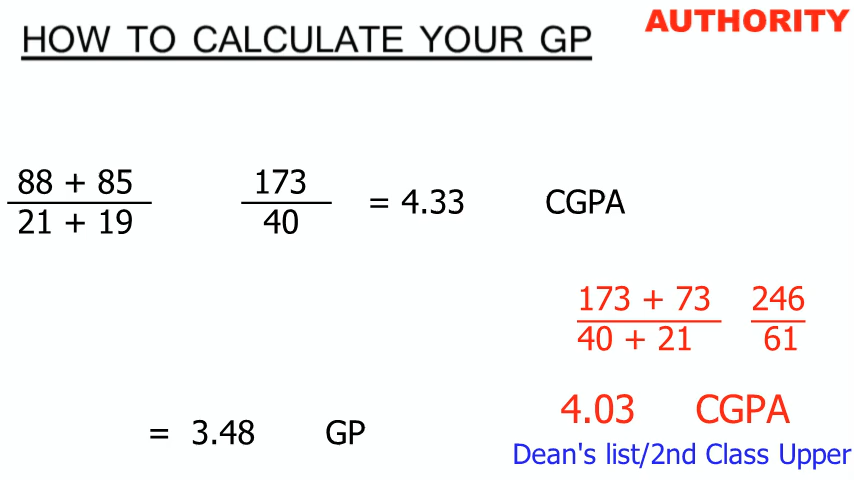 AUTHORITY
HOW TO CALCULATE YOUR GP
88 + 85
21 + 19
173
40
= 4.33
CGPA
173 + 73
40 + 21
246
61
4.03 CGPA
= 3.48 GP
Dean's list/2nd Class Upper